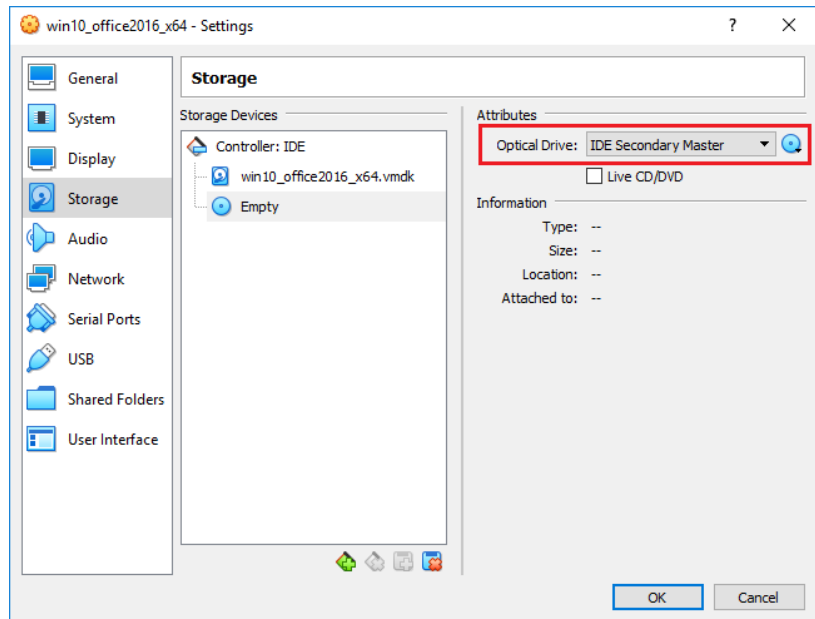 win10_office2016_x64 - Settings
?
General
System
Display
Storage
Audio
Network
Serial Ports
USB
Shared Folders
User Interface
Storage
Storage Devices
Controller: IDE
win10_office2016_x64.vmdk
Empty
Attributes
Optical Drive: IDE Secondary Master
Live CD/DVD
Information
Type: --
Size: --
Location: --
Attached to: --
OK
Cancel